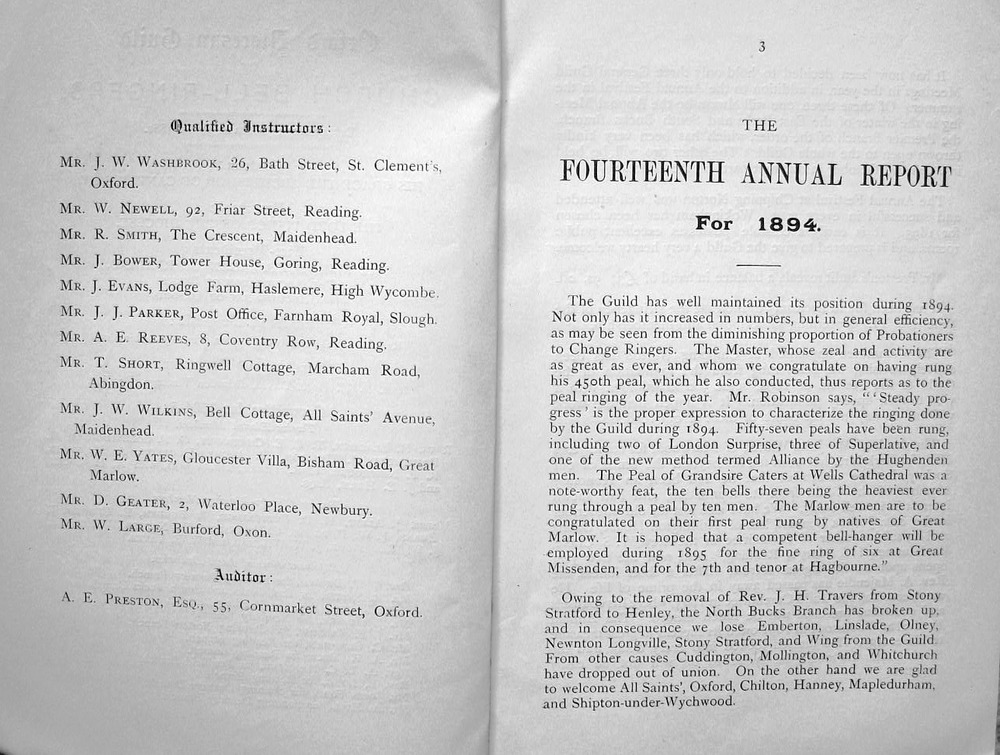 Qualified Instructors:
Mr. J. W. Washbrook, 26, Bath Street, St. Clement's,
Oxford.
Mr. W. Newell, 92, Friar Street, Reading.
Mr. R. Smith, The Crescent, Maidenhead.
Mr. J. Bower, Tower House, Goring, Reading.
Mr. J. Evans, Lodge Farm, Haslemere, High Wycombe.
Mr. J. J. Parker, Post Office, Farnham Royal, Slough.
Mr. A. E. Reeves, 8, Coventry Row, Reading.
Mr. T. Short, Ringwell Cottage, Marcham Road,
Abingdon.
Mr. J. W. Wilkins, Bell Cottage, All Saints' Avenue,
Maidenhead.
Mr. W. E. Yates, Gloucester Villa, Bisham Road, Great
Marlow.
Mr. D. Geater, 2, Waterloo Place, Newbury.
Mr. W. Large, Burford, Oxon.
Auditor:
A. E. Preston, Esq., 55, Cornmarket Street, Oxford.
3
THE
FOURTEENTH ANNUAL REPORT
For 1894.
The Guild has well maintained its position during 1894.
Not only has it increased in numbers, but in general efficiency,
as may be seen from the diminishing proportion of Probationers
to Change Ringers. The Master, whose zeal and activity are
as great as ever, and whom we congratulate on having rung
his 450th peal, which he also conducted, thus reports as to the
peal ringing of the year. Mr. Robinson says, "'Steady pro-
gress' is the proper expression to characterize the ringing done
by the Guild during 1894. Fifty-seven peals have been rung,
including two of London Surprise, three of Superlative, and
one of the new method termed Alliance by the Hughenden
men. The Peal of Grandsire Caters at Wells Cathedral was a
note-worthy feat, the ten bells there being the heaviest ever
rung through a peal by ten men. The Marlow men are to be
congratulated on their first peal rung by natives of Great
Marlow. It is hoped that a competent bell-hanger will be
employed during 1895 for the fine ring of six at Great
Missenden, and for the 7th and tenor at Hagbourne."
Owing to the removal of Rev. J. H. Travers from Stony
Stratford to Henley, the North Bucks Branch has broken up,
and in consequence we lose Emberton, Linslade, Olney,
Newnton Longville, Stony Stratford, and Wing from the Guild.
From other causes Cuddington, Mollington, and Whitchurch
have dropped out of union. On the other hand we are glad
to welcome All Saints', Oxford, Chilton, Hanney, Mapledurham,
and Shipton-under-Wychwood.